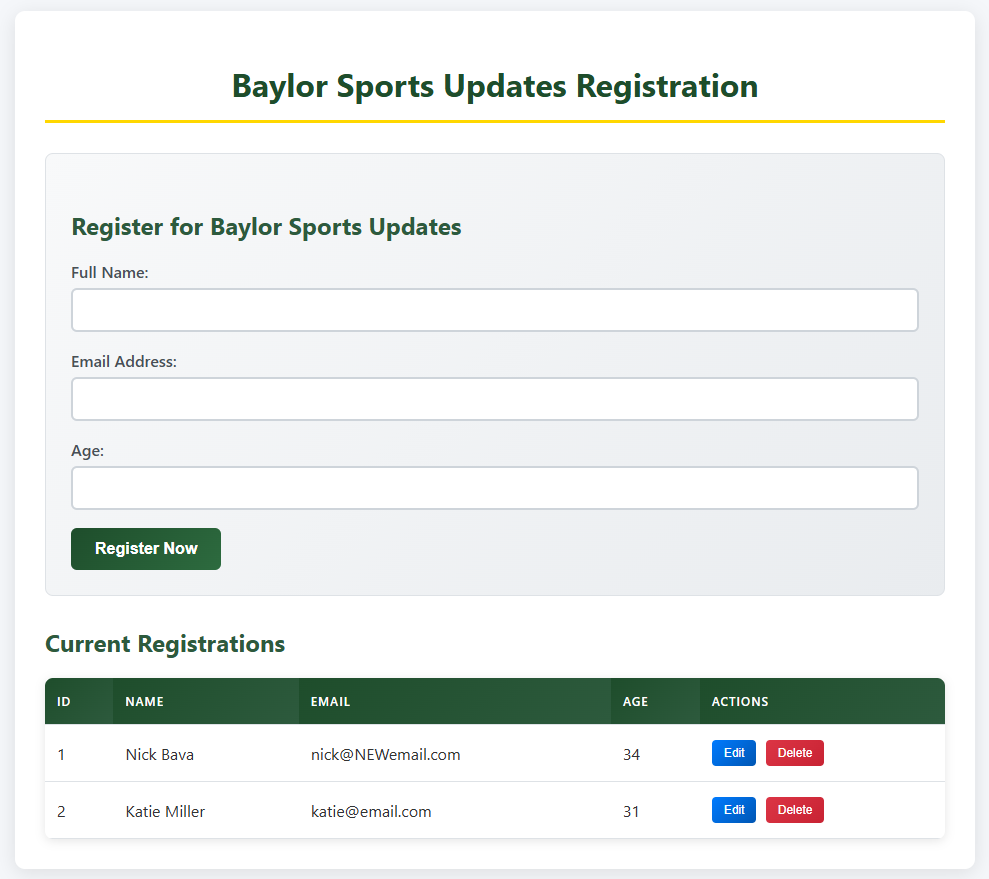 Baylor Sports Updates Registration
Register for Baylor Sports Updates
Full Name:
Email Address:
Age:
Register Now
Current Registrations
ID NAME EMAIL AGE ACTIONS
1 Nick Bava nick@NEWemail.com 34 Edit Delete
2 Katie Miller katie@email.com 31 Edit Delete